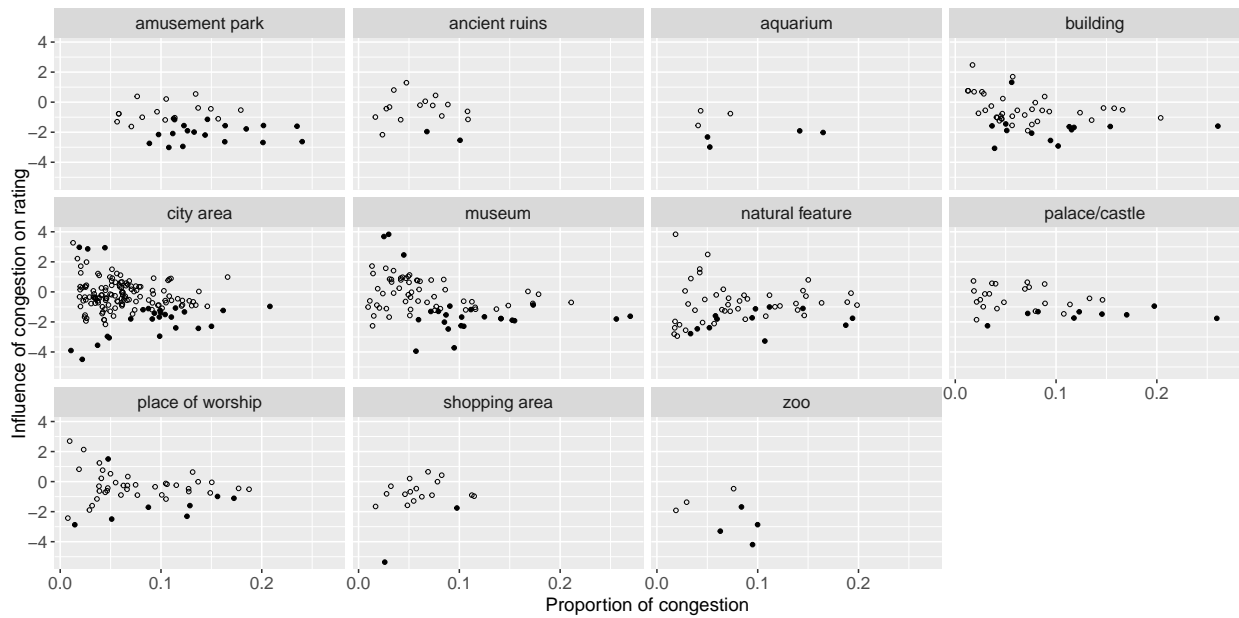 amusement park ancient ruins aquarium building
4
2
0
−2
−4
city area museum natural feature palace/castle
4
2
0
−2
−4
0.0 0.1 0.2
place of worship shopping area zoo
4
2
0
−2
−4
0.0 0.1 0.2 0.0 0.1 0.2 0.0 0.1 0.2
Proportion of congestion
Influence of congestion on rating